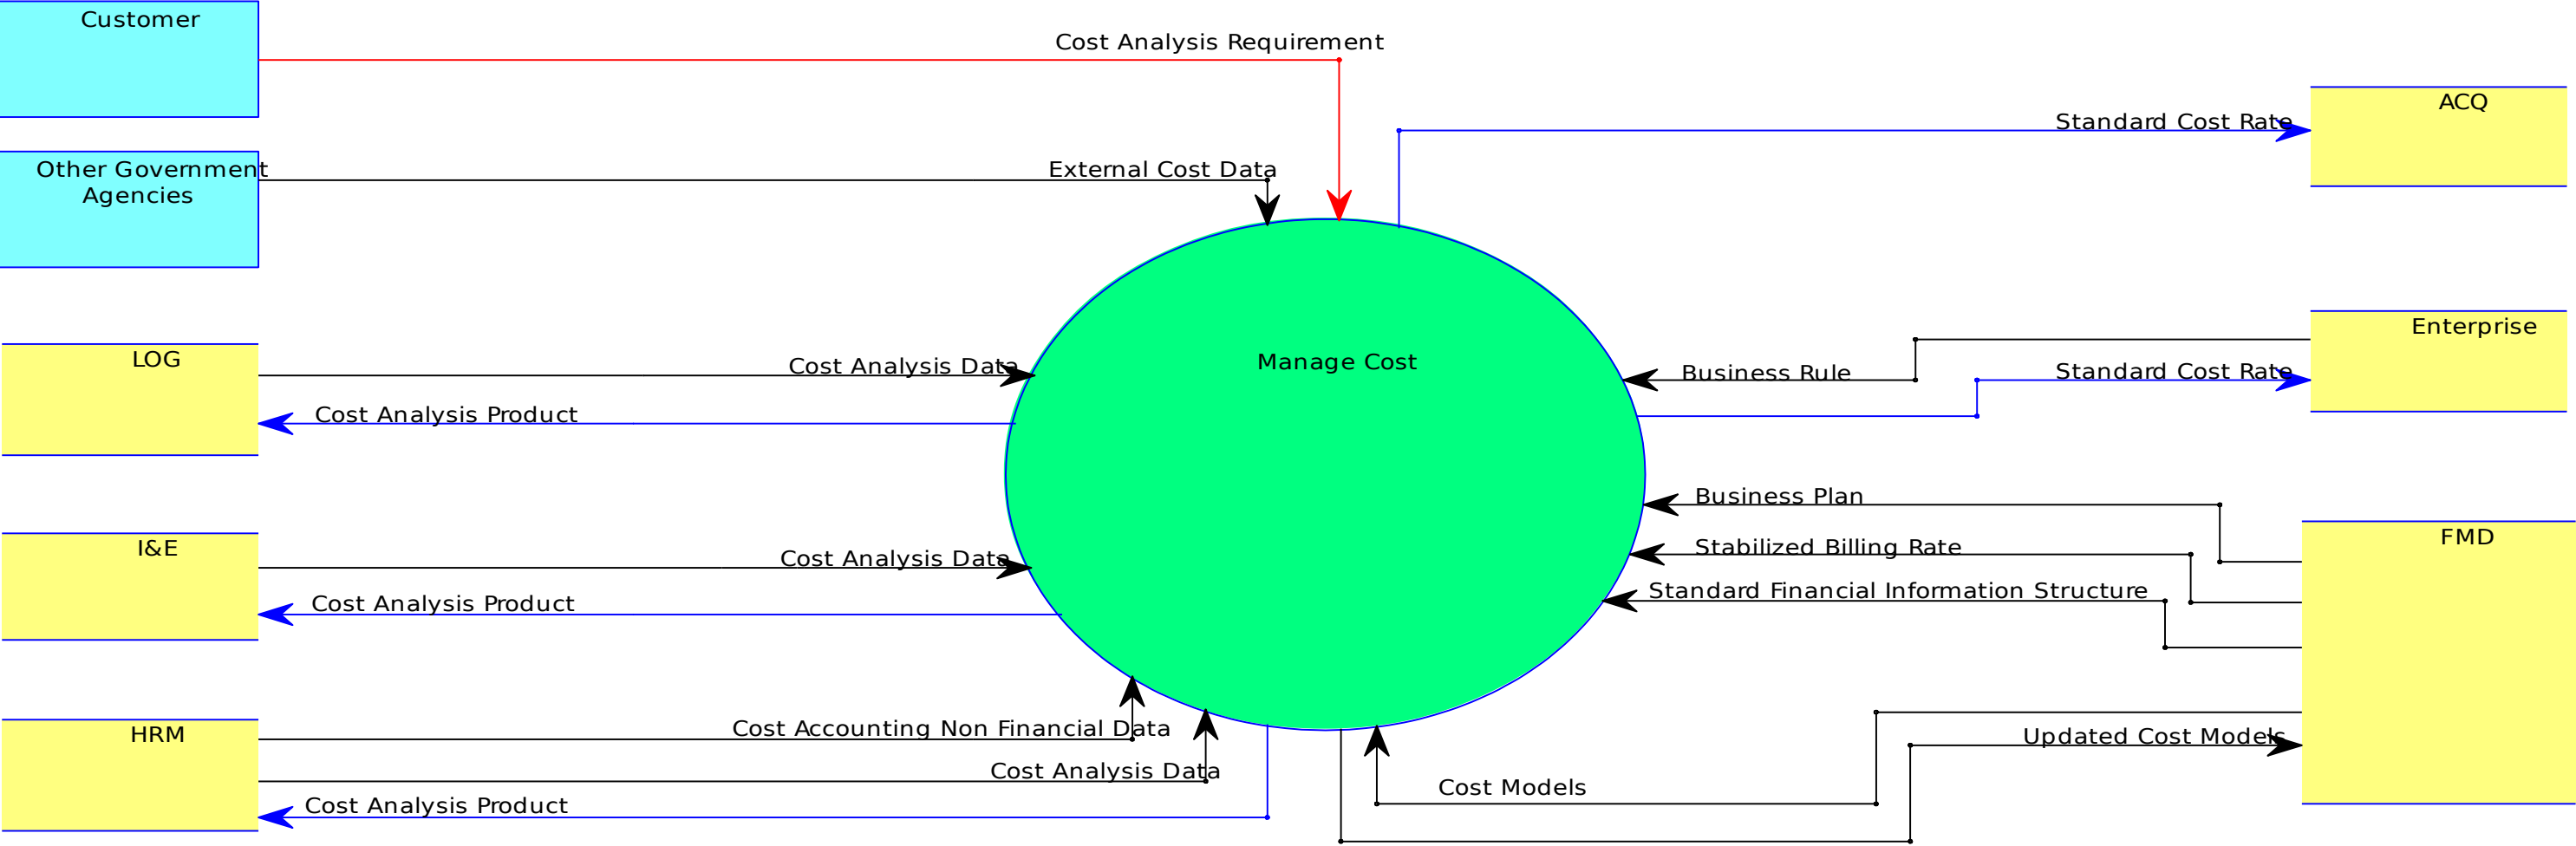 Customer
Cost Analysis Requirement
ACQ
Standard Cost Rate
Other Government
Agencies
External Cost Data
Enterprise
LOG
Manage Cost
Cost Analysis Data
Business Rule
Standard Cost Rate
Cost Analysis Product
Business Plan
FMD
I&E
Stabilized Billing Rate
Cost Analysis Data
Standard Financial Information Structure
Cost Analysis Product
HRM
Cost Accounting Non Financial Data
Updated Cost Models
Cost Analysis Data
Cost Models
Cost Analysis Product